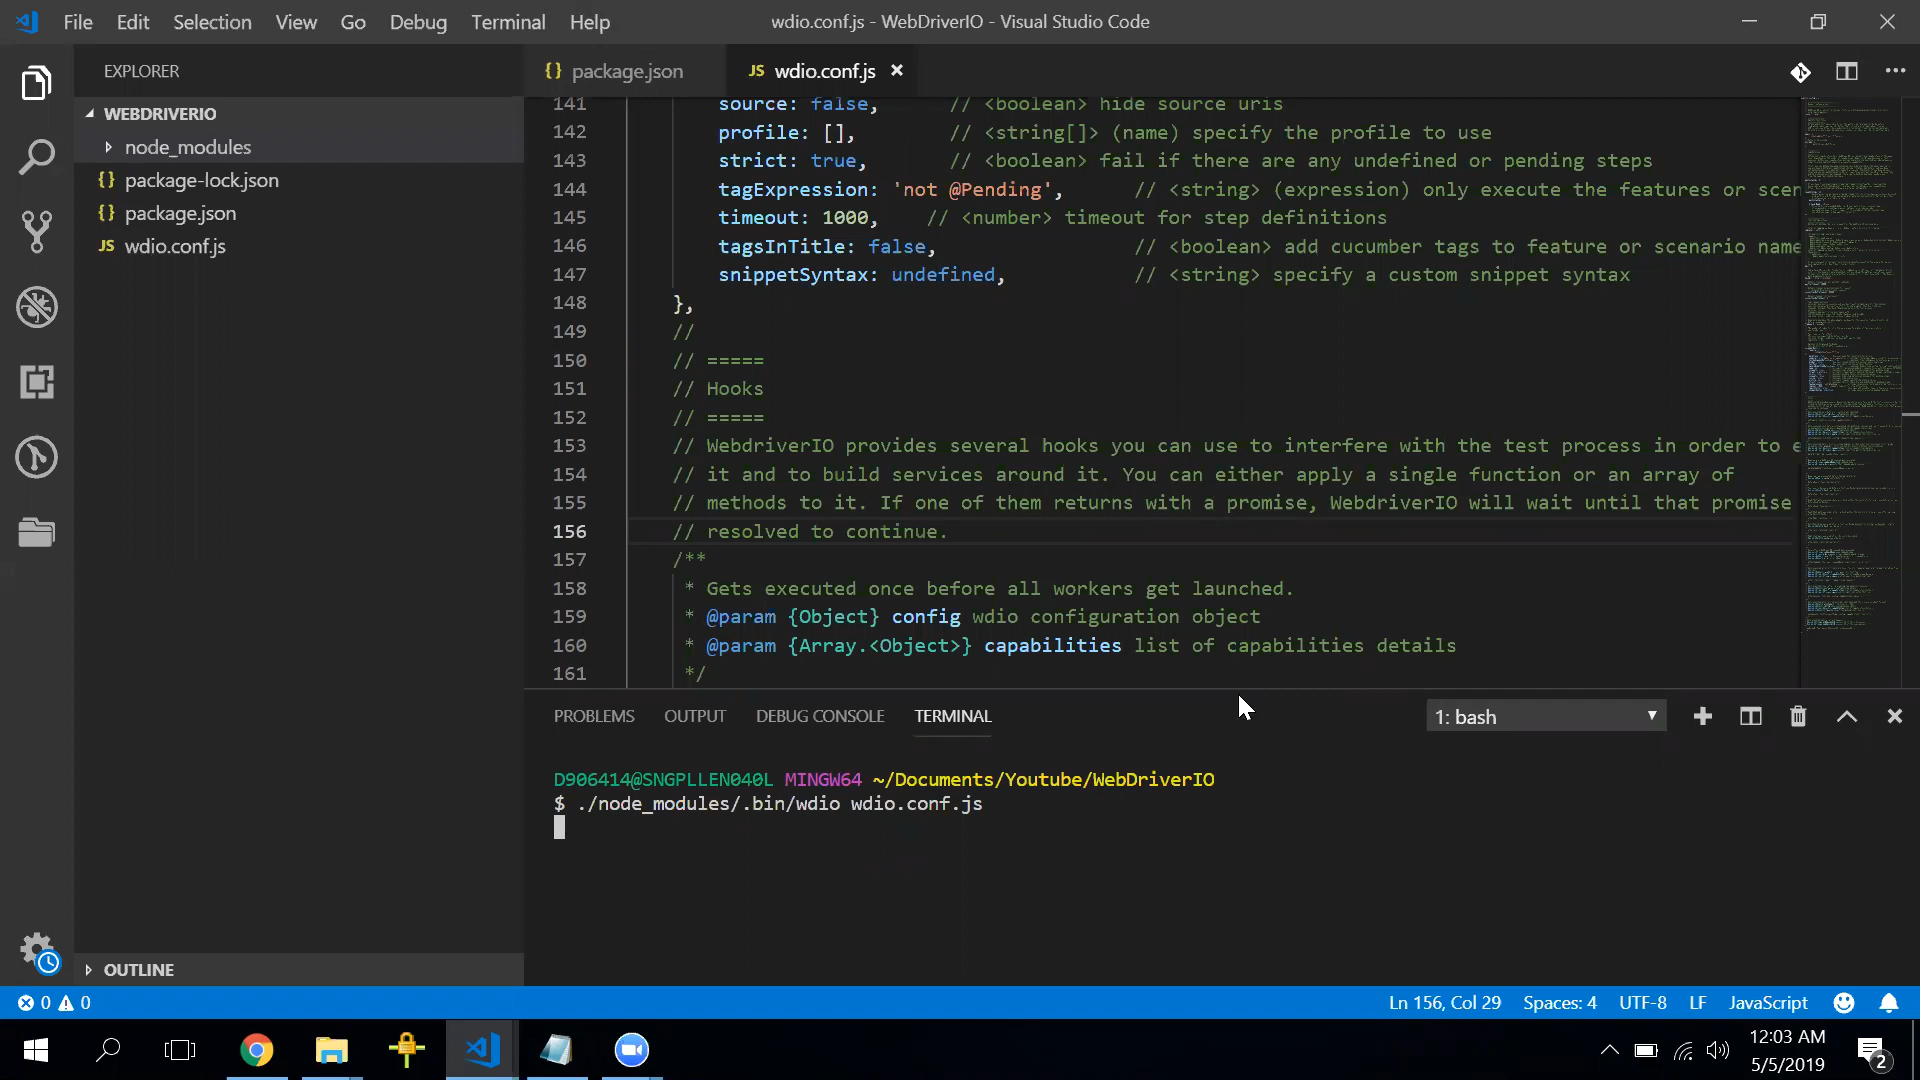 File Edit Selection View Go Debug Terminal Help
wdio.conf.js - WebDriverIO - Visual Studio Code
EXPLORER
WEBDRIVERIO
node_modules
{} package-lock.json
{} package.json
JS wdio.conf.js
OUTLINE
{} package.json
JS wdio.conf.js
141 source: false, // <boolean> hide source uris
142 profile: [], // <string[]> (name) specify the profile to use
143 strict: true, // <boolean> fail if there are any undefined or pending steps
144 tagExpression: 'not @Pending', // <string> (expression) only execute the features or scen
145 timeout: 1000, // <number> timeout for step definitions
146 tagsInTitle: false, // <boolean> add cucumber tags to feature or scenario name
147 snippetSyntax: undefined, // <string> specify a custom snippet syntax
148 },
149 //
150 // =====
151 // Hooks
152 // =====
153 // WebdriverIO provides several hooks you can use to interfere with the test process in order to e
154 // it and to build services around it. You can either apply a single function or an array of
155 // methods to it. If one of them returns with a promise, WebdriverIO will wait until that promise
156 // resolved to continue.
157 /**
158 * Gets executed once before all workers get launched.
159 * @param {Object} config wdio configuration object
160 * @param {Array.<Object>} capabilities list of capabilities details
161 */
PROBLEMS OUTPUT DEBUG CONSOLE TERMINAL
1: bash
D906414@SNGPLLEN040L MINGW64 ~/Documents/Youtube/WebDriverIO
$ ./node_modules/.bin/wdio wdio.conf.js
0 0
Ln 156, Col 29 Spaces: 4 UTF-8 LF JavaScript
12:03 AM
5/5/2019
2